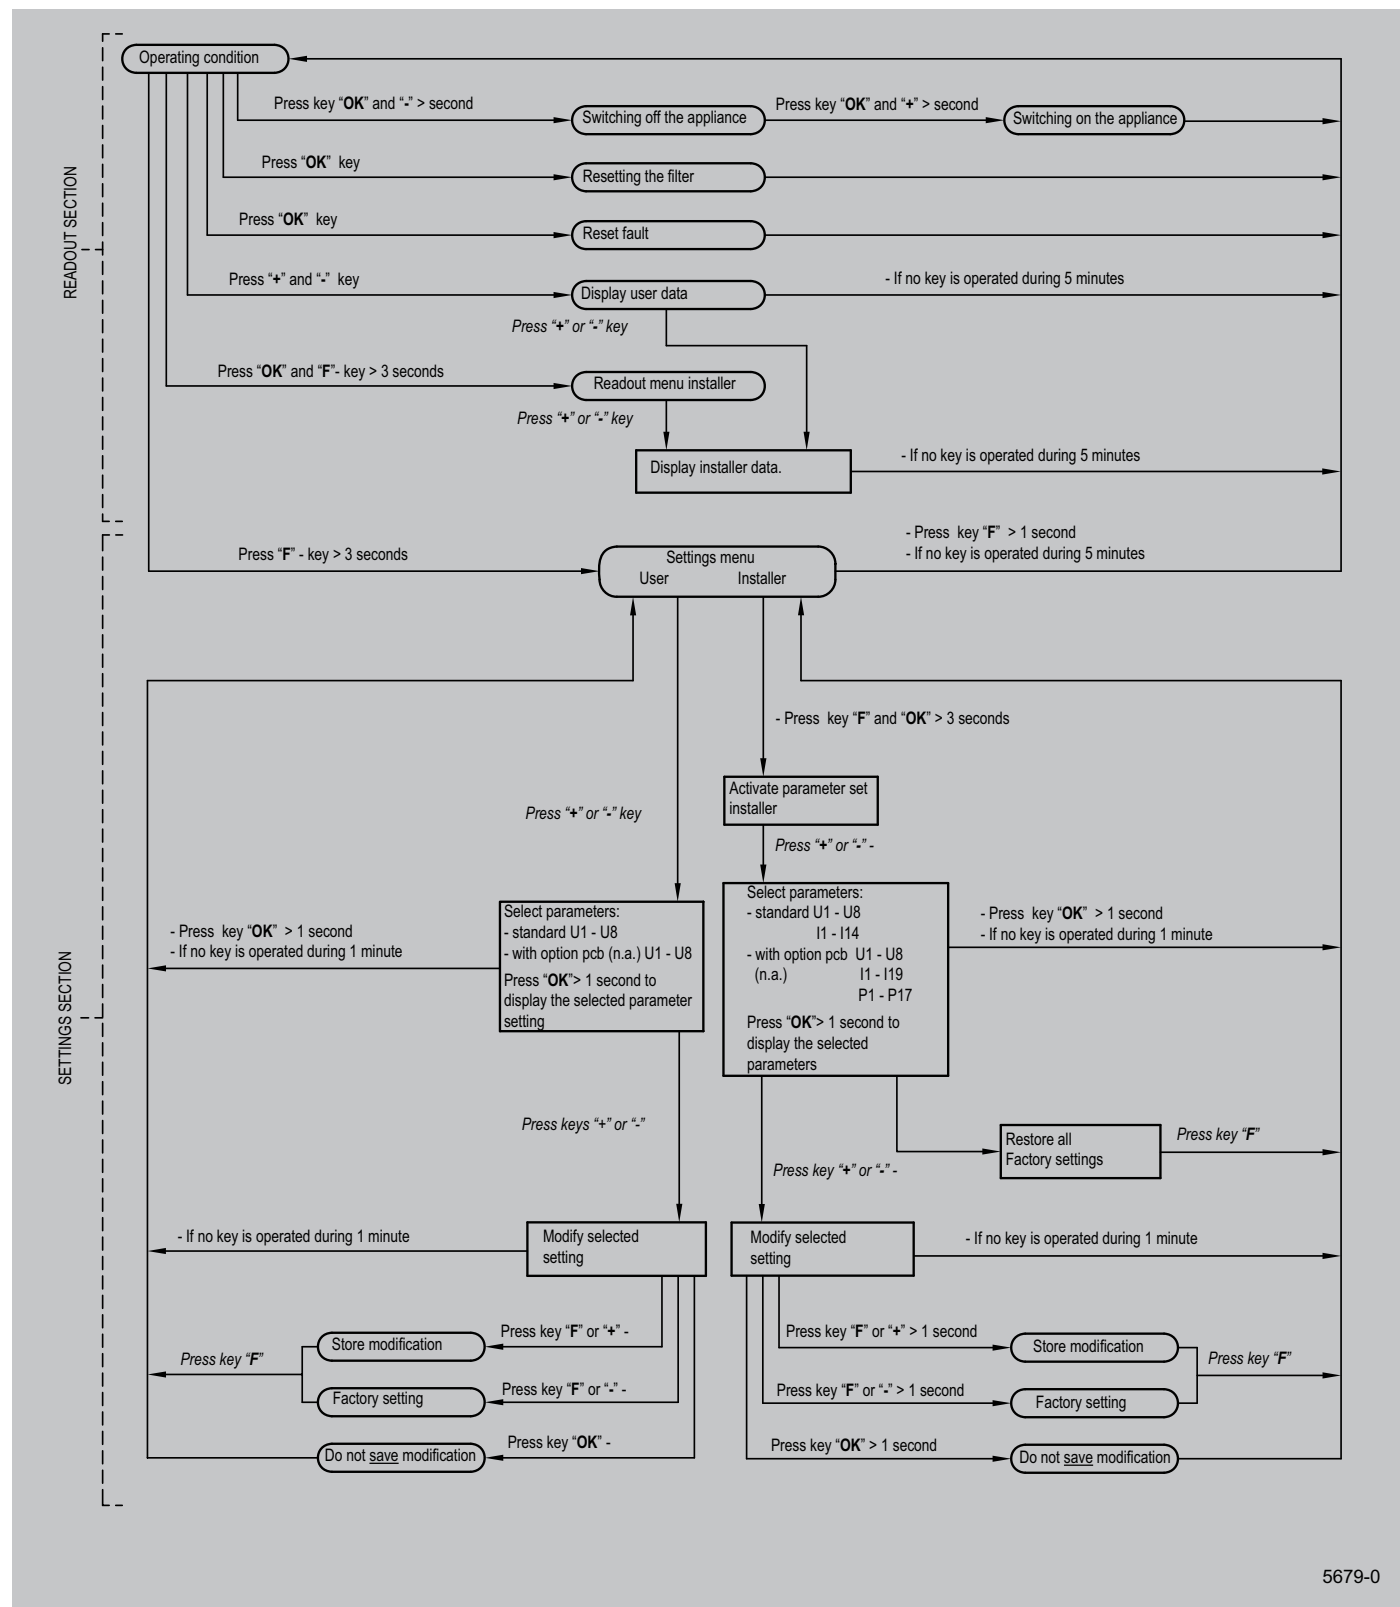 Operating condition
Press key “OK” and “-” > second
Switching off the appliance
Press key “OK” and “+” > second
Switching on the appliance
Press “OK” key
Resetting the filter
READOUT SECTION
Press “OK” key
Reset fault
Press “+” and “-” key
Display user data
- If no key is operated during 5 minutes
Press “+” or “-” key
Press “OK” and “F”- key > 3 seconds
Readout menu installer
Press “+” or “-” key
Display installer data.
- If no key is operated during 5 minutes
Press “F” - key > 3 seconds
Settings menu
User Installer
- Press key “F” > 1 second
- If no key is operated during 5 minutes
- Press key “F” and “OK” > 3 seconds
Activate parameter set
installer
Press “+” or “-” key
Press “+” or “-” -
SETTINGS SECTION
- Press key “OK” > 1 second
- If no key is operated during 1 minute
Select parameters:
- standard U1 - U8
- with option pcb (n.a.) U1 - U8
Press “OK”> 1 second to
display the selected parameter
setting
Select parameters:
- standard U1 - U8
I1 - I14
- with option pcb U1 - U8
(n.a.) I1 - I19
P1 - P17
Press “OK”> 1 second to
display the selected
parameters
- Press key “OK” > 1 second
- If no key is operated during 1 minute
Press keys “+” or “-”
Press key “+” or “-” -
Restore all
Factory settings
Press key “F”
- If no key is operated during 1 minute
Modify selected
setting
Modify selected
setting
- If no key is operated during 1 minute
Press key “F”
Store modification
Press key “F” or “+” -
Factory setting
Press key “F” or “-” -
Do not save modification
Press key “OK” -
Press key “F” or “+” > 1 second
Store modification
Press key “F”
Press key “F” or “-” > 1 second
Factory setting
Press key “OK” > 1 second
Do not save modification
5679-0